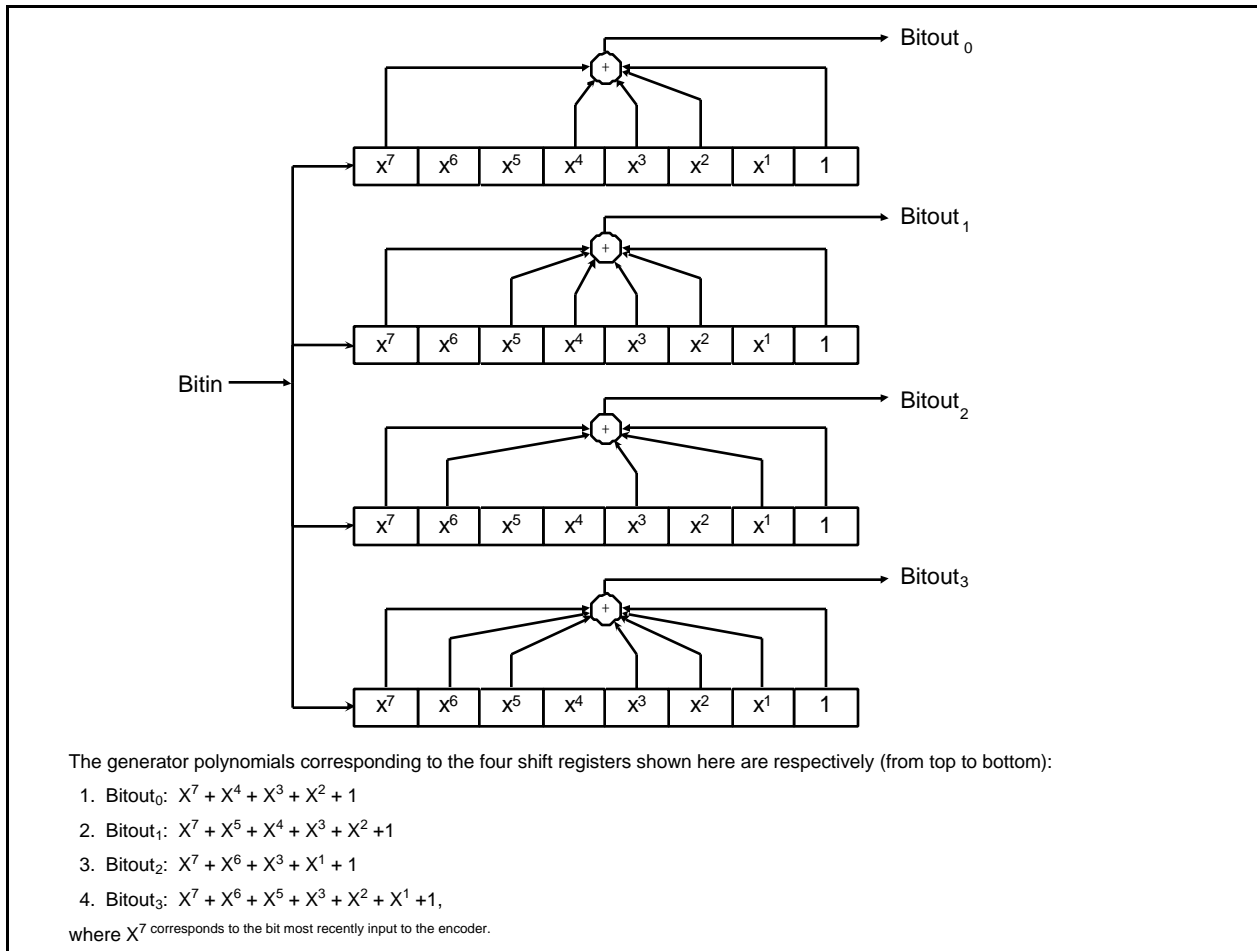 Bitout₀
+
x⁷ x⁶ x⁵ x⁴ x³ x² x¹ 1
Bitout₁
+
x⁷ x⁶ x⁵ x⁴ x³ x² x¹ 1
Bitin
Bitout₂
+
x⁷ x⁶ x⁵ x⁴ x³ x² x¹ 1
Bitout₃
+
x⁷ x⁶ x⁵ x⁴ x³ x² x¹ 1
The generator polynomials corresponding to the four shift registers shown here are respectively (from top to bottom):
1. Bitout₀: X⁷ + X⁴ + X³ + X² + 1
2. Bitout₁: X⁷ + X⁵ + X⁴ + X³ + X² +1
3. Bitout₂: X⁷ + X⁶ + X³ + X¹ + 1
4. Bitout₃: X⁷ + X⁶ + X⁵ + X³ + X² + X¹ +1,
where X⁷ corresponds to the bit most recently input to the encoder.